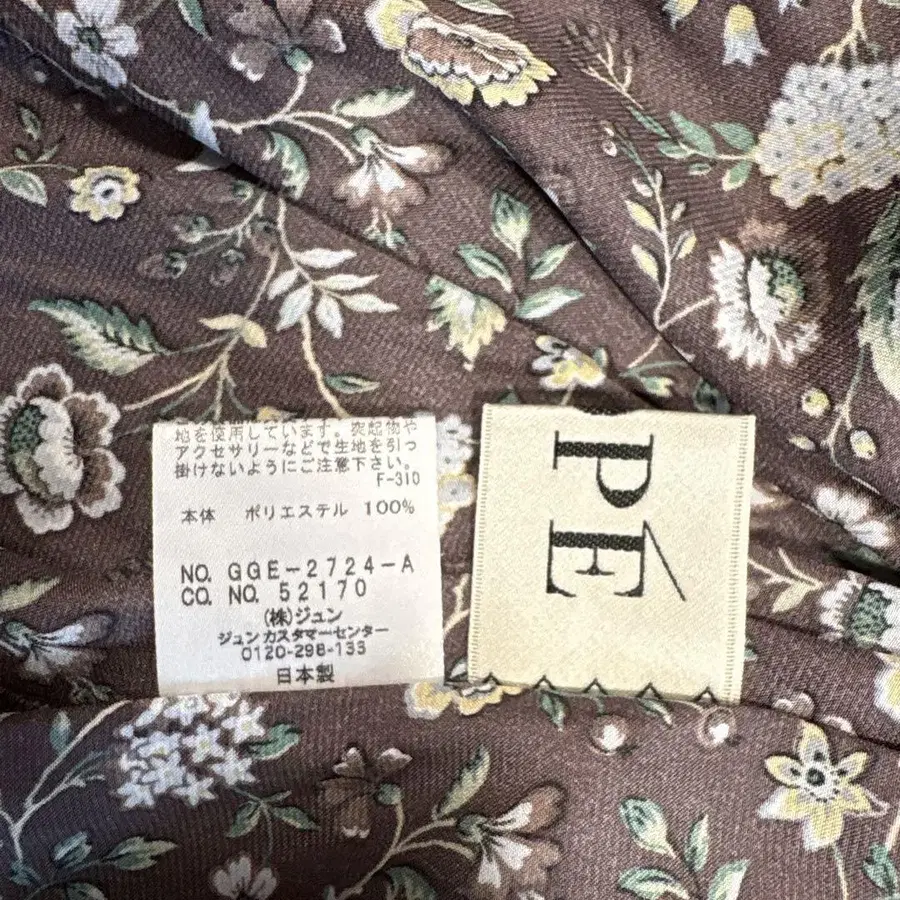 地を使用しています。突起物や
アクセサリーなどで生地を引っ
掛けないようにご注意下さい。
F-310
本体 ポリエステル 100%
NO. GGE-2724-A
CO. NO. 52170
(株)ジュン
ジュンカスタマーセンター
0120-298-133
日本製
PÉ